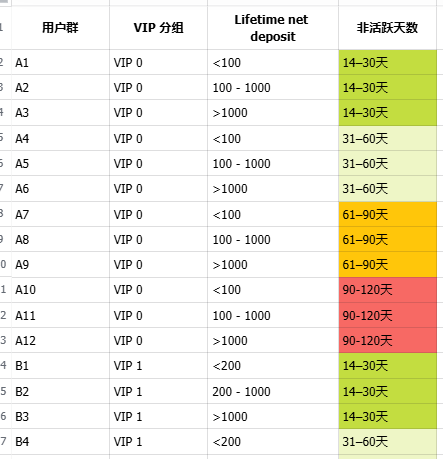 用户群 VIP 分组 Lifetime net deposit 非活跃天数
A1 VIP 0 <100 14–30天
A2 VIP 0 100 - 1000 14–30天
A3 VIP 0 >1000 14–30天
A4 VIP 0 <100 31–60天
A5 VIP 0 100 - 1000 31–60天
A6 VIP 0 >1000 31–60天
A7 VIP 0 <100 61–90天
A8 VIP 0 100 - 1000 61–90天
A9 VIP 0 >1000 61–90天
A10 VIP 0 <100 90-120天
A11 VIP 0 100 - 1000 90-120天
A12 VIP 0 >1000 90-120天
B1 VIP 1 <200 14–30天
B2 VIP 1 200 - 1000 14–30天
B3 VIP 1 >1000 14–30天
B4 VIP 1 <200 31–60天